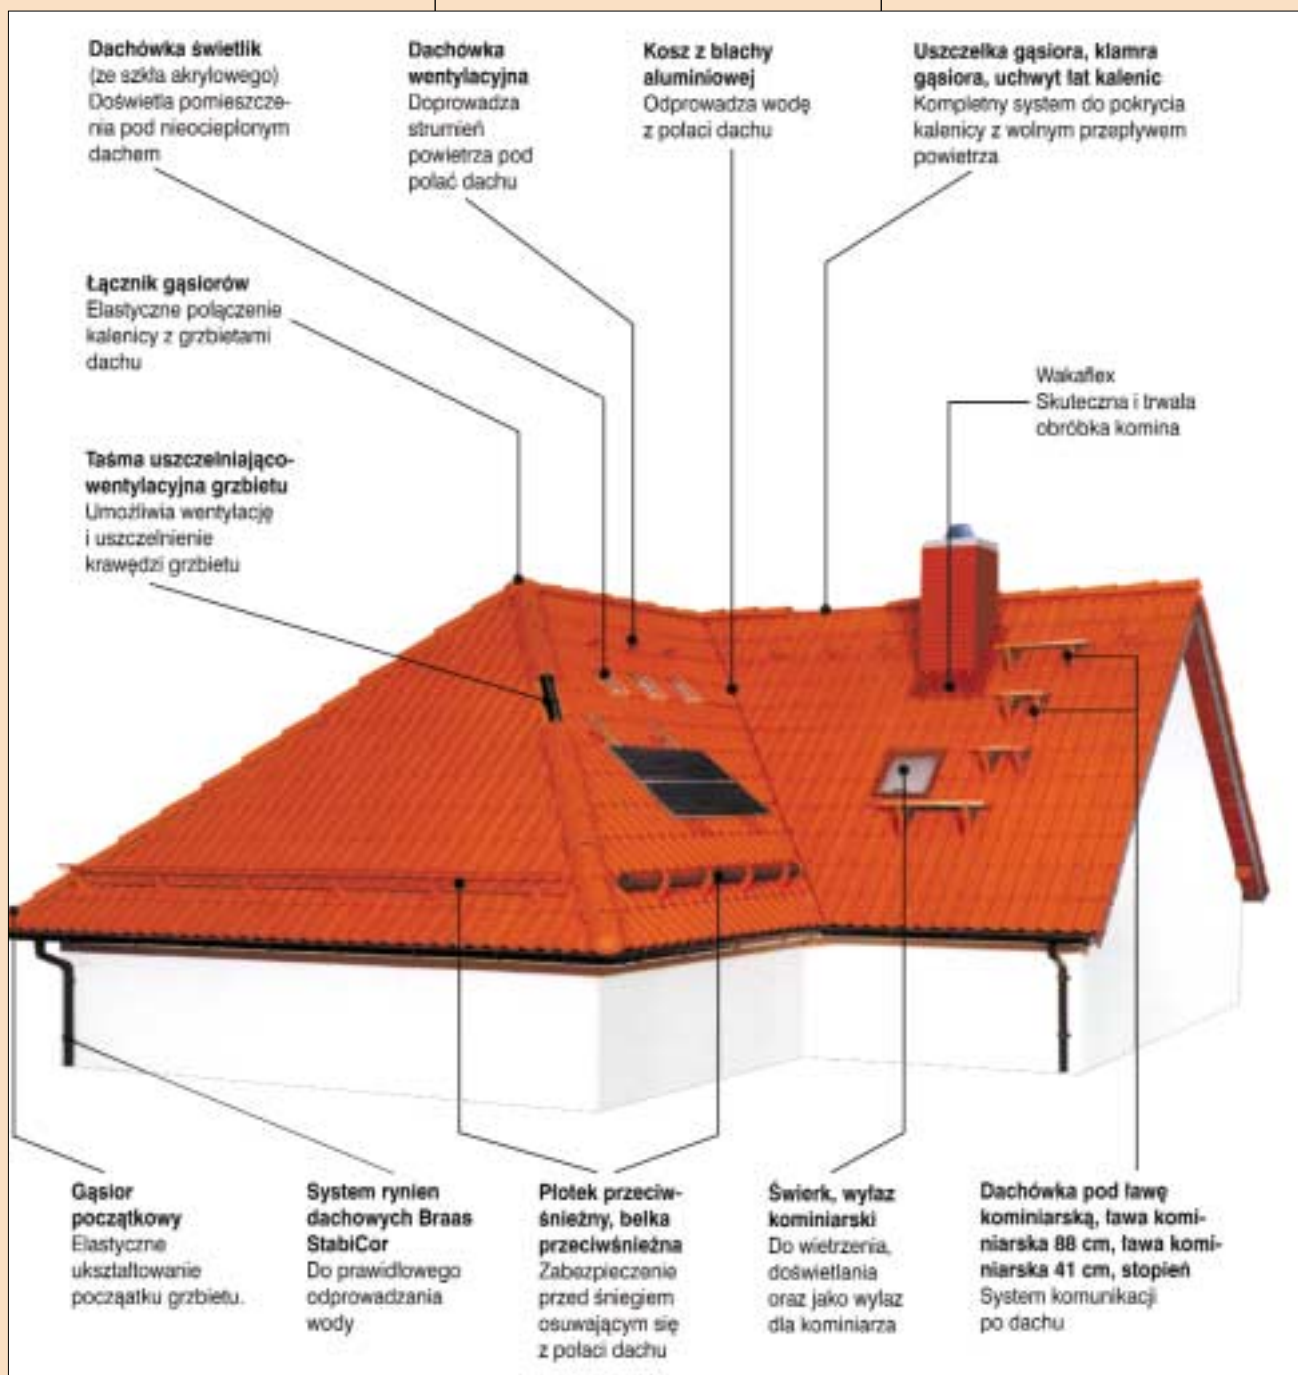 Dachówka świetlik
(ze szkła akrylowego)
Doświetla pomieszcze-
nia pod nieocieplonym
dachem
Dachówka
wentylacyjna
Doprowadza
strumień
powietrza pod
połać dachu
Kosz z blachy
aluminiowej
Odprowadza wodę
z połaci dachu
Uszczelka gąsiora, klamra
gąsiora, uchwyt łat kalenic
Kompletny system do pokrycia
kalenicy z wolnym przepływem
powietrza
Łącznik gąsiorów
Elastyczne połączenie
kalenicy z grzbietami
dachu
Wakaflex
Skuteczna i trwała
obróbka komina
Taśma uszczelniająco-
wentylacyjna grzbietu
Umożliwia wentylację
i uszczelnienie
krawędzi grzbietu
Gąsior
początkowy
Elastyczne
ukształtowanie
początku grzbietu.
System rynien
dachowych Braas
StabiCor
Do prawidłowego
odprowadzania
wody
Płotek przeciw-
śnieżny, belka
przeciwśnieżna
Zabezpieczenie
przed śniegiem
osuwającym się
z połaci dachu
Świerk, wyłaz
kominiarski
Do wietrzenia,
doświetlania
oraz jako wyłaz
dla kominiarza
Dachówka pod ławę
kominiarską, ława komi-
niarska 88 cm, ława komi-
niarska 41 cm, stopień
System komunikacji
po dachu